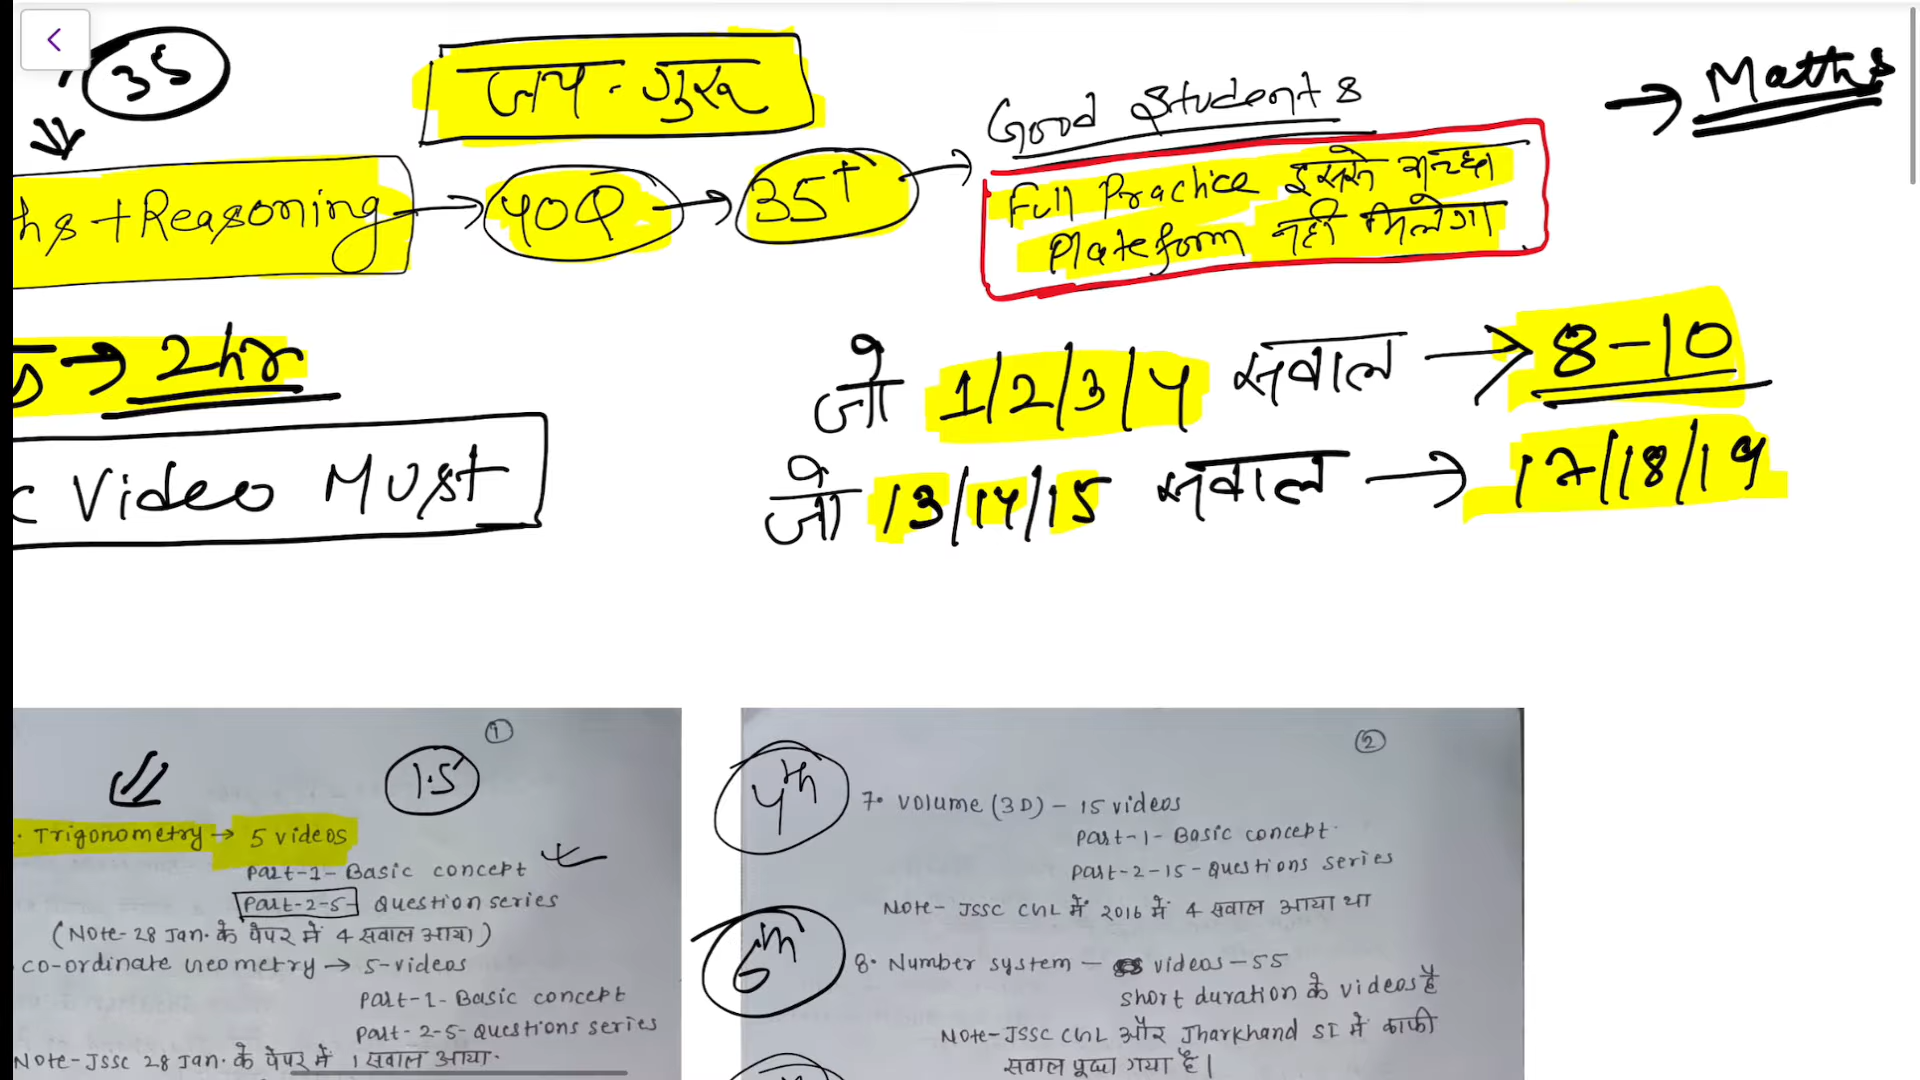 35
जय - गुरू
Good Students
→ Maths
hs + Reasoning → 40Q → 35+ →
Full Practice इससे अच्छा
Plateform नही मिलेगा
→ 2hr
जो 1/2/3/4 सवाल → 8-10
c Video Must
जो 13/14/15 सवाल → 17/18/19
①
1.5
. Trigonometry → 5 videos
Part-1- Basic concept
Part-2-5- Question series
(Note- 28 Jan. के पेपर में 4 सवाल आया)
co-ordinate Geometry → 5-videos
Part-1- Basic concept
Part-2-5- Questions series
Note- JSSC 28 Jan. के पेपर में 1 सवाल आया.
②
4th
7. Volume (3D) - 15 videos
Part-1- Basic concept.
Part-2-15- Questions series
Note- JSSC CGL में 2016 में 4 सवाल आया था
6th
8. Number system - videos - 55
short duration के videos है
Note- JSSC CGL और Jharkhand SI में काफी
सवाल पूछा गया है|